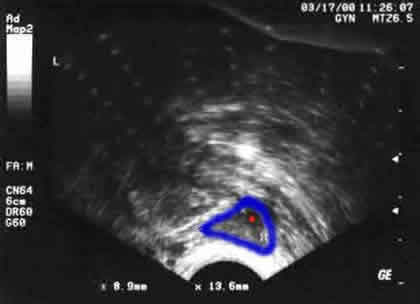 Ad
Map2
03/17/00 11:26:07
GYN MT26.5
L
FA:M
CN64
6cm
DR60
G60
+ 8.9mm × 13.6mm
GE